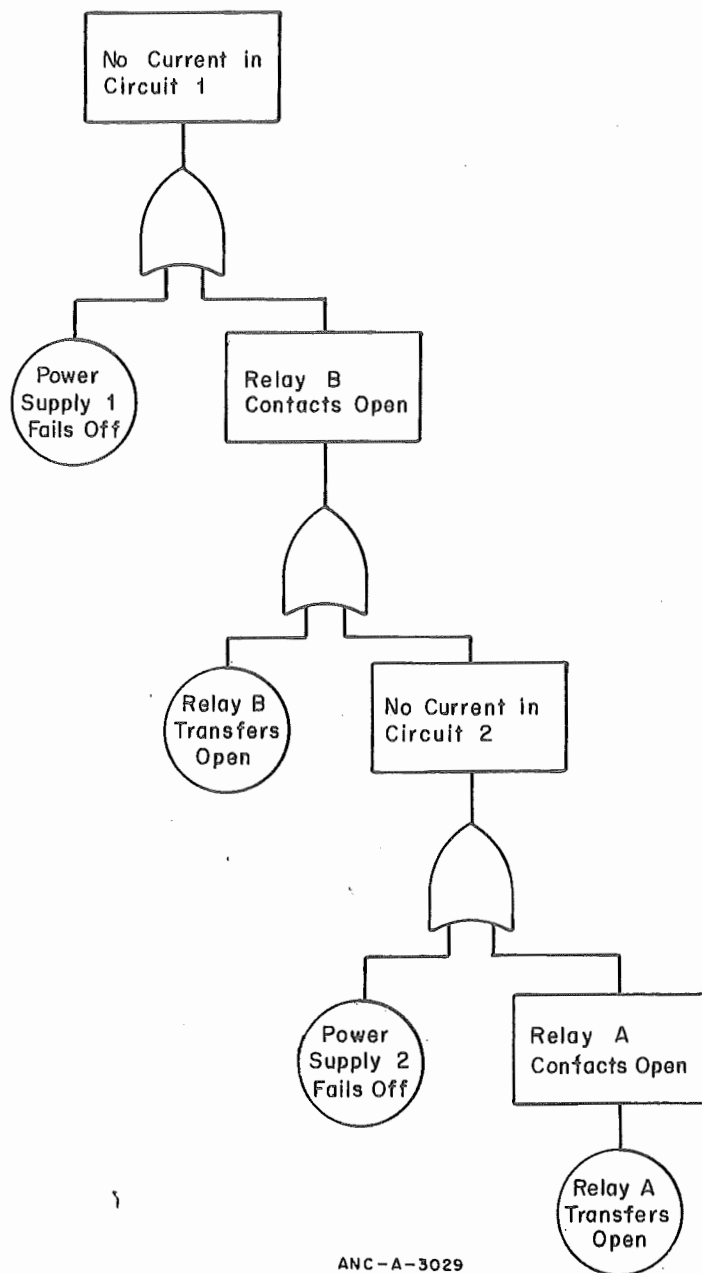 No Current in
Circuit 1
Power
Supply 1
Fails Off
Relay B
Contacts Open
Relay B
Transfers
Open
No Current in
Circuit 2
Power
Supply 2
Fails Off
Relay A
Contacts Open
Relay A
Transfers
Open
ANC-A-3029